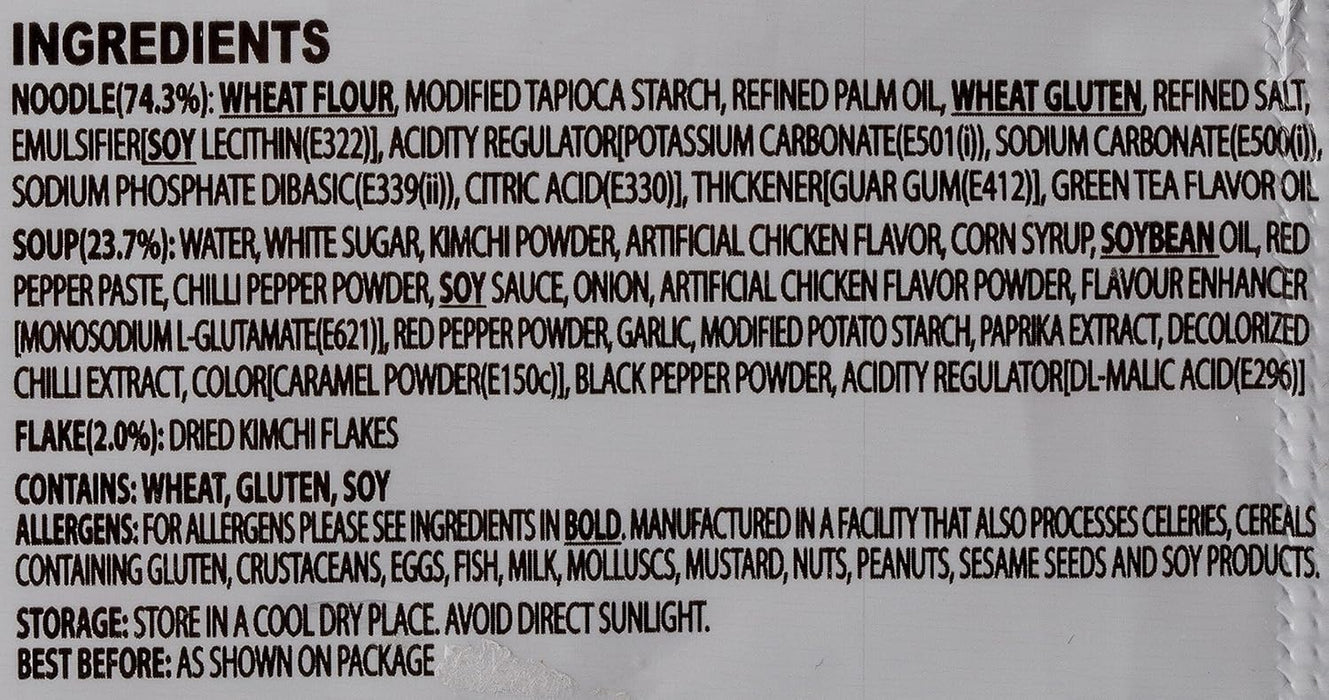 INGREDIENTS
NOODLE(74.3%): WHEAT FLOUR, MODIFIED TAPIOCA STARCH, REFINED PALM OIL, WHEAT GLUTEN, REFINED SALT,
EMULSIFIER[SOY LECITHIN(E322)], ACIDITY REGULATOR[POTASSIUM CARBONATE(E501(i)), SODIUM CARBONATE(E500(i)),
SODIUM PHOSPHATE DIBASIC(E339(ii)), CITRIC ACID(E330)], THICKENER[GUAR GUM(E412)], GREEN TEA FLAVOR OIL
SOUP(23.7%): WATER, WHITE SUGAR, KIMCHI POWDER, ARTIFICIAL CHICKEN FLAVOR, CORN SYRUP, SOYBEAN OIL, RED
PEPPER PASTE, CHILLI PEPPER POWDER, SOY SAUCE, ONION, ARTIFICIAL CHICKEN FLAVOR POWDER, FLAVOUR ENHANCER
[MONOSODIUM L-GLUTAMATE(E621)], RED PEPPER POWDER, GARLIC, MODIFIED POTATO STARCH, PAPRIKA EXTRACT, DECOLORIZED
CHILLI EXTRACT, COLOR[CARAMEL POWDER(E150c)], BLACK PEPPER POWDER, ACIDITY REGULATOR[DL-MALIC ACID(E296)]
FLAKE(2.0%): DRIED KIMCHI FLAKES
CONTAINS: WHEAT, GLUTEN, SOY
ALLERGENS: FOR ALLERGENS PLEASE SEE INGREDIENTS IN BOLD. MANUFACTURED IN A FACILITY THAT ALSO PROCESSES CELERIES, CEREALS
CONTAINING GLUTEN, CRUSTACEANS, EGGS, FISH, MILK, MOLLUSCS, MUSTARD, NUTS, PEANUTS, SESAME SEEDS AND SOY PRODUCTS.
STORAGE: STORE IN A COOL DRY PLACE. AVOID DIRECT SUNLIGHT.
BEST BEFORE: AS SHOWN ON PACKAGE